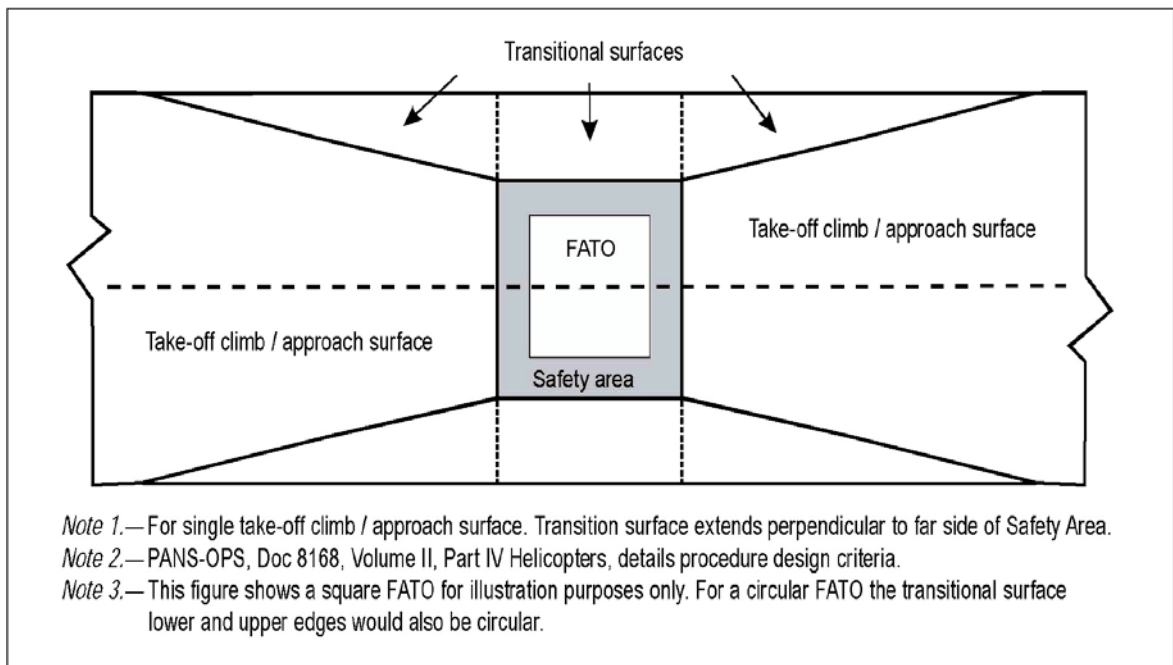 Transitional surfaces
FATO
Take-off climb / approach surface
Take-off climb / approach surface
Safety area
Note 1.— For single take-off climb / approach surface. Transition surface extends perpendicular to far side of Safety Area.
Note 2.— PANS-OPS, Doc 8168, Volume II, Part IV Helicopters, details procedure design criteria.
Note 3.— This figure shows a square FATO for illustration purposes only. For a circular FATO the transitional surface
lower and upper edges would also be circular.